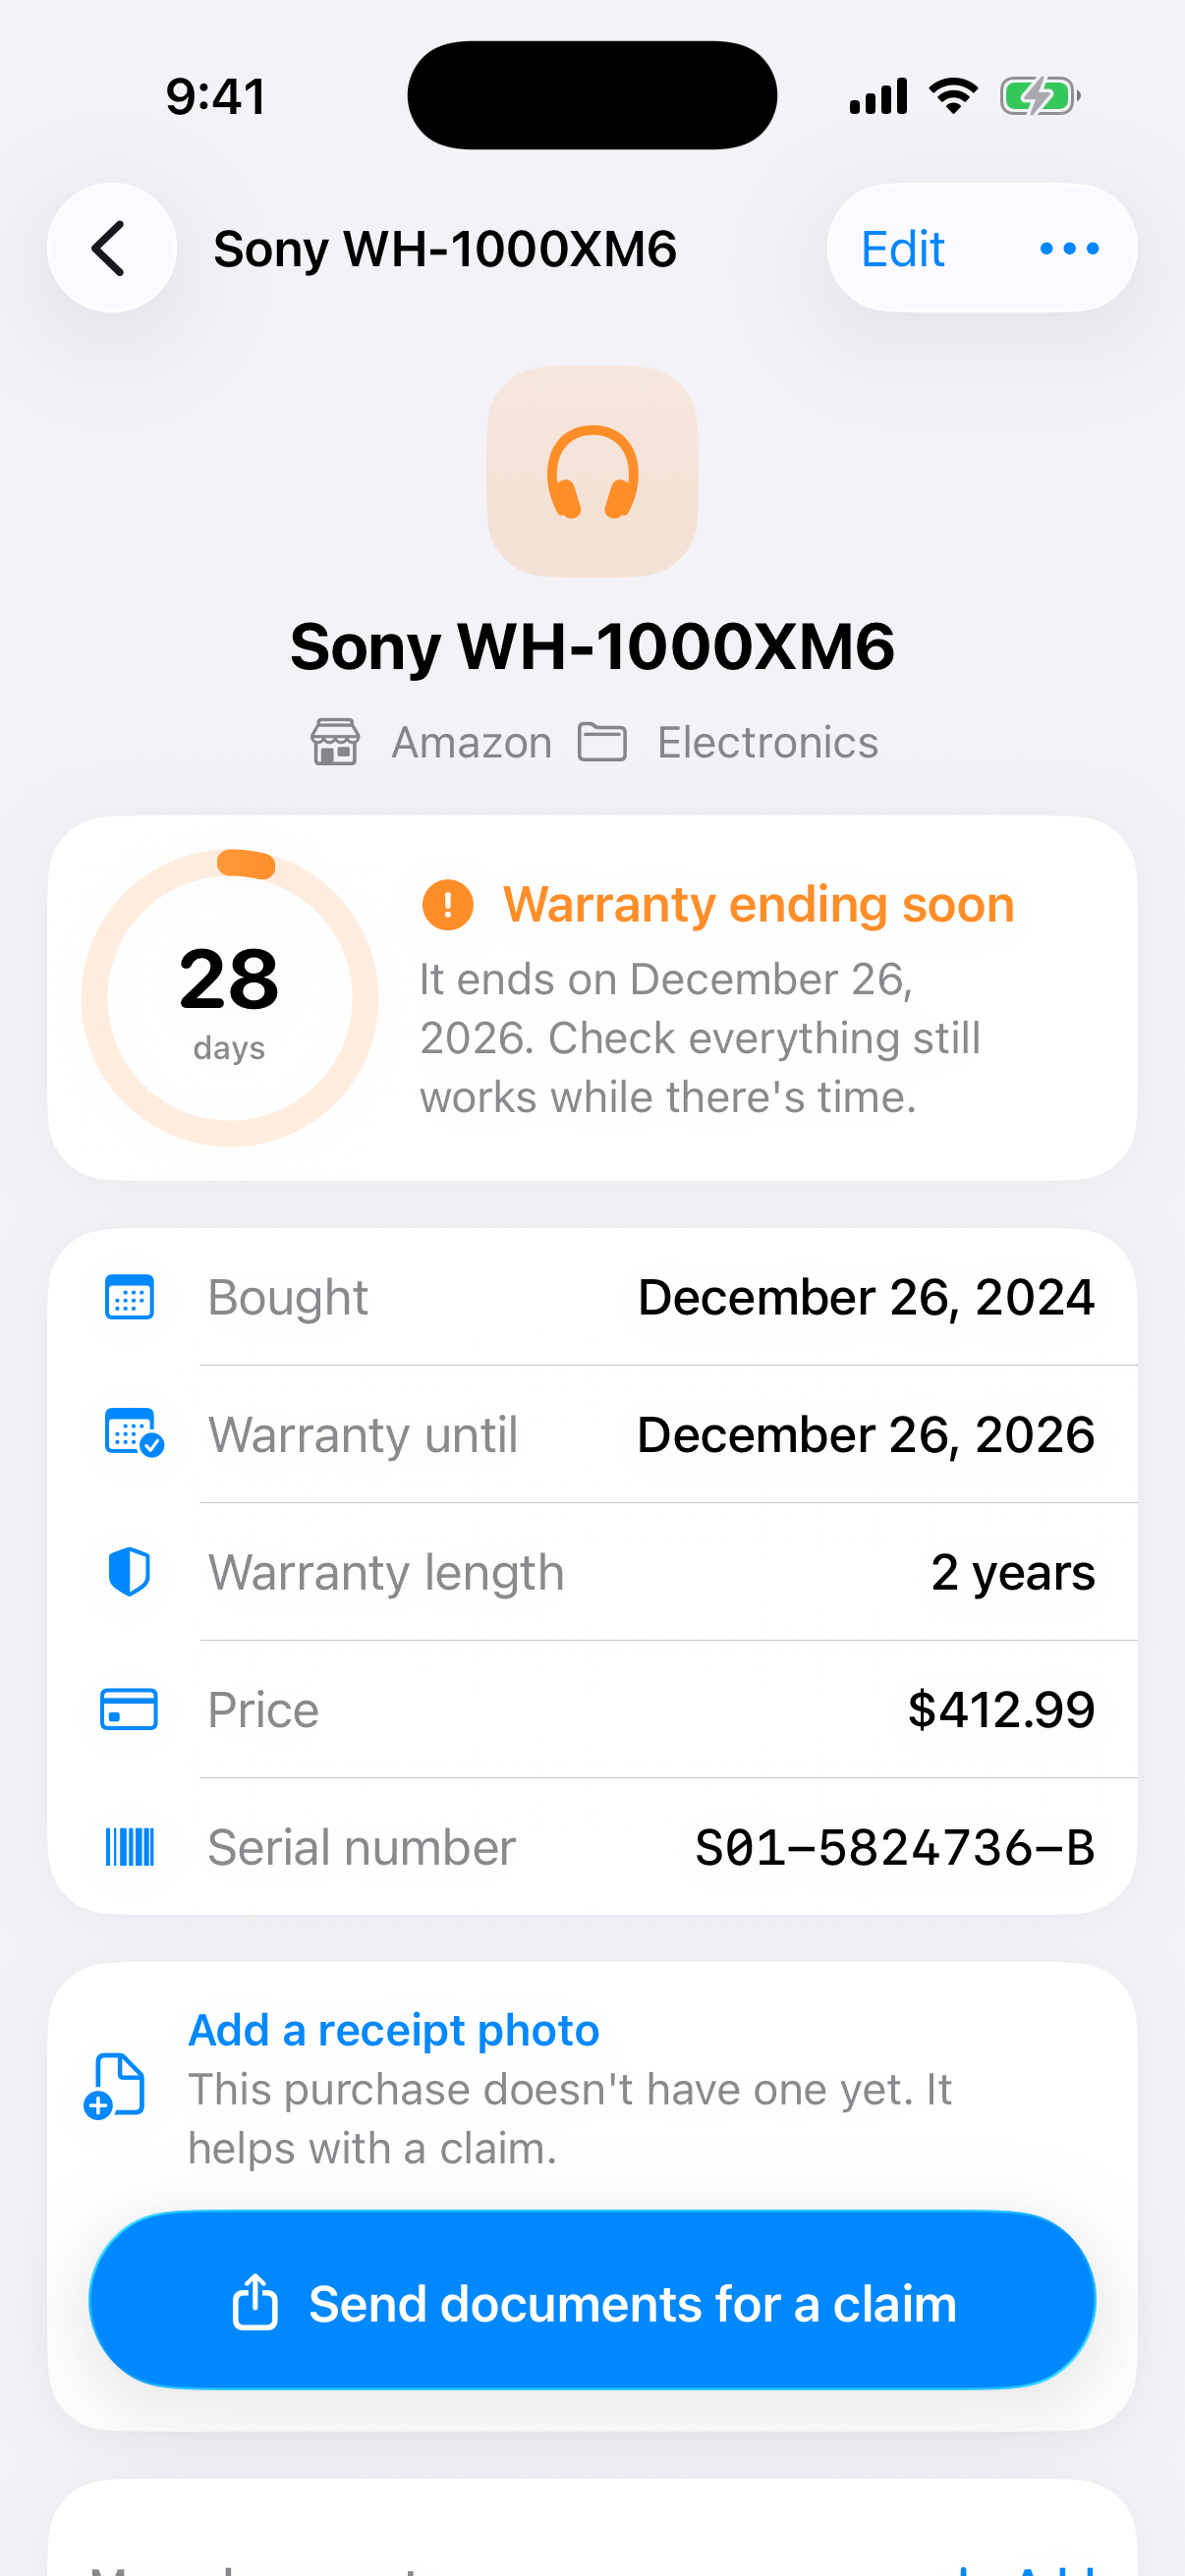 9:41
Sony WH-1000XM6
Edit
Sony WH-1000XM6
Amazon Electronics
28
days
Warranty ending soon
It ends on December 26,
2026. Check everything still
works while there's time.
Bought December 26, 2024
Warranty until December 26, 2026
Warranty length 2 years
Price $412.99
Serial number S01-5824736-B
Add a receipt photo
This purchase doesn't have one yet. It
helps with a claim.
Send documents for a claim